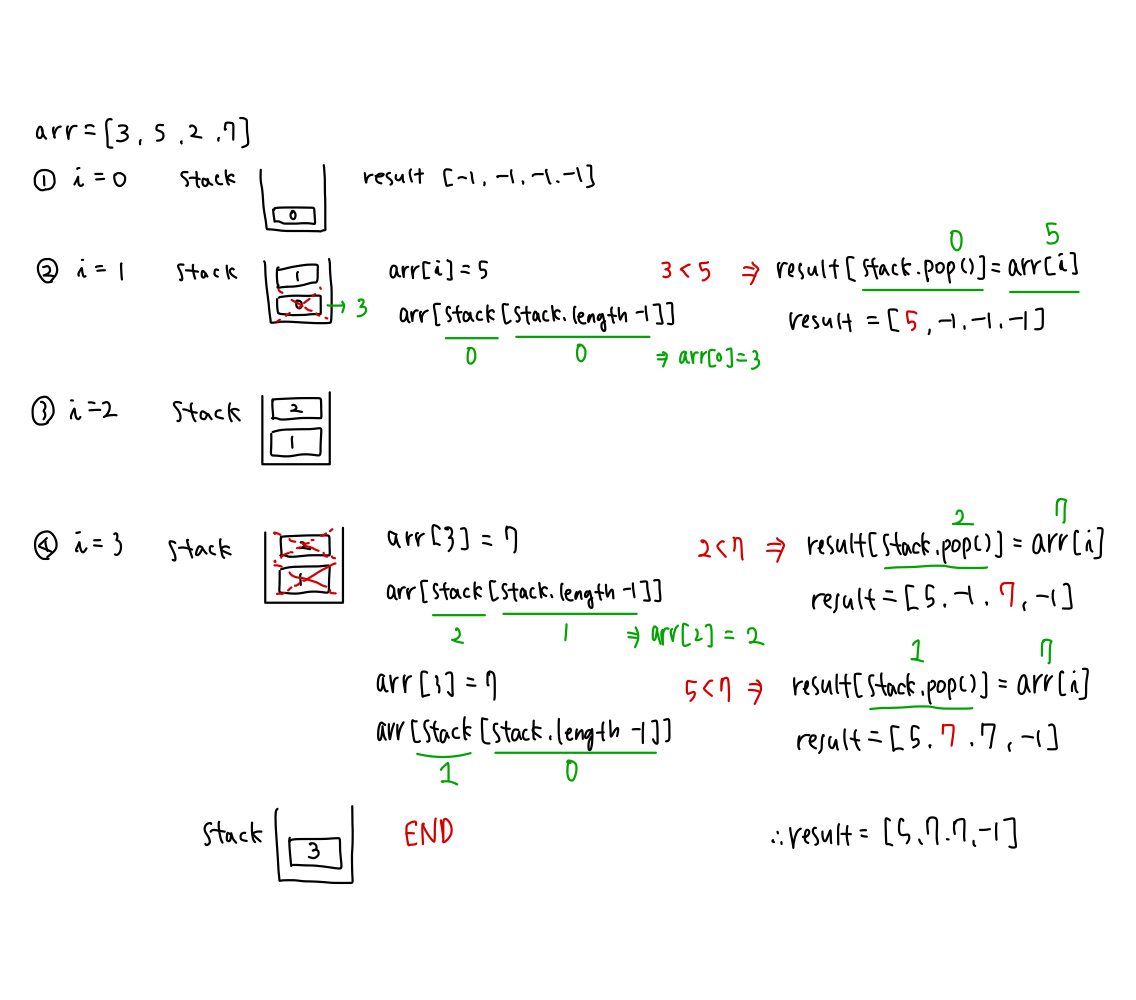 arr = [3, 5, 2, 7]
① i = 0 stack 0 result [-1, -1, -1, -1]
0 5
② i = 1 stack 1 arr[i] = 5 3 < 5 ⇒ result[stack.pop()] = arr[i]
0 → 3 arr[stack[stack.length -1]] result = [5, -1, -1, -1]
0 0 ⇒ arr[0] = 3
③ i = 2 stack 2
1
2 7
④ i = 3 stack 2 arr[3] = 7 2 < 7 ⇒ result[stack.pop()] = arr[i]
1 arr[stack[stack.length -1]] result = [5, -1, 7, -1]
2 1 ⇒ arr[2] = 2
1 7
arr[3] = 7 5 < 7 ⇒ result[stack.pop()] = arr[i]
arr[stack[stack.length -1]] result = [5, 7, 7, -1]
1 0
stack 3 END ∴ result = [5, 7, 7, -1]